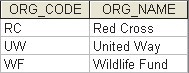 ORG_CODE ORG_NAME
RC Red Cross
UW United Way
WF Wildlife Fund